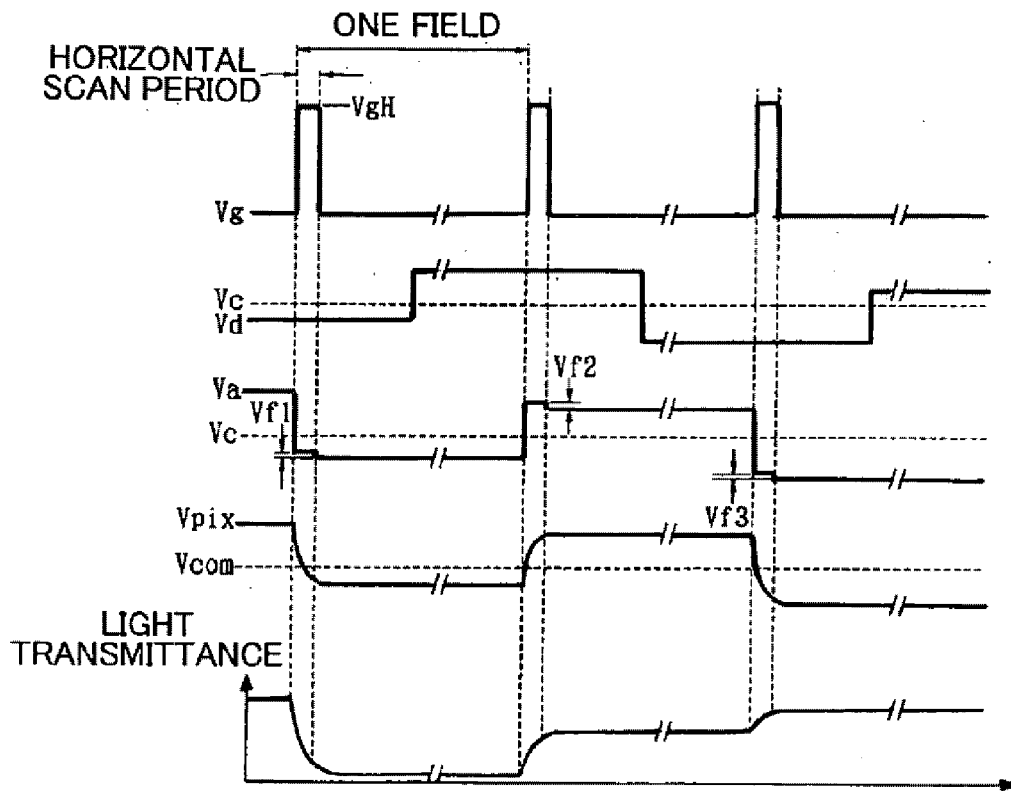 ONE FIELD
HORIZONTAL
SCAN PERIOD
VgH
Vg
Vc
Vd
Vf2
Va
Vf1
Vc
Vf3
Vpix
Vcom
LIGHT
TRANSMITTANCE